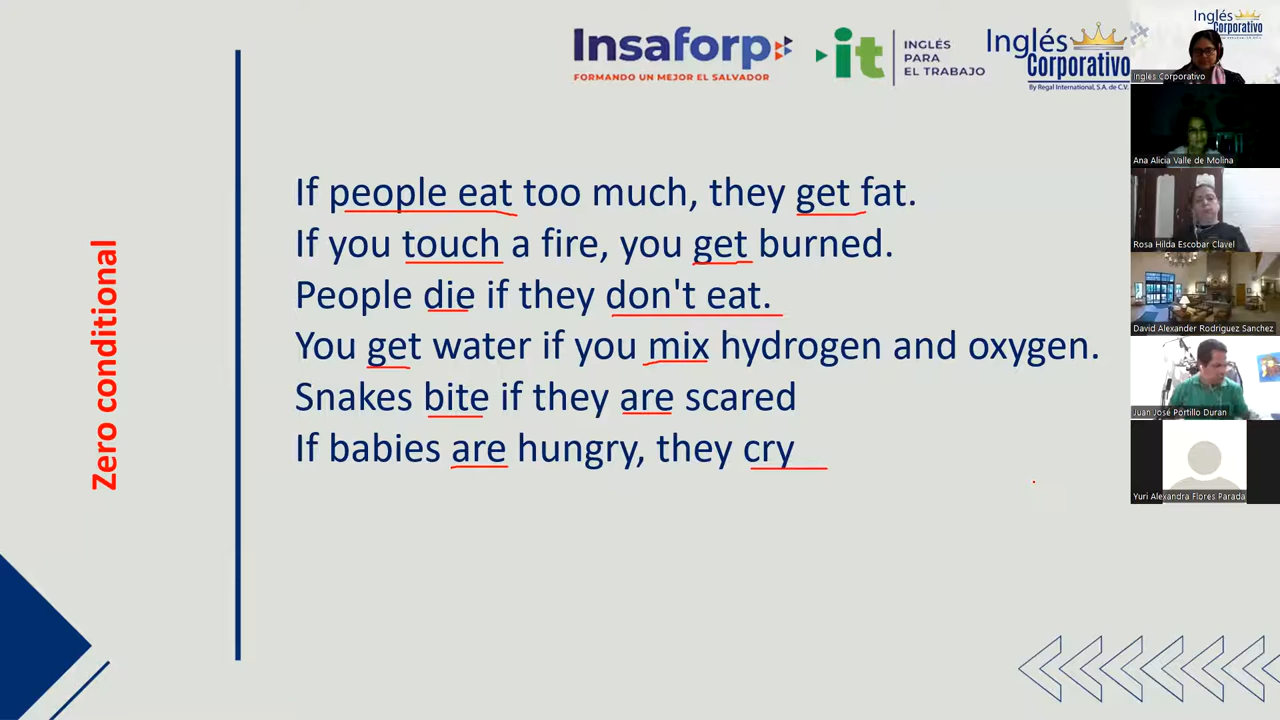 Insaforp
FORMANDO UN MEJOR EL SALVADOR
it
INGLÉS
PARA
EL TRABAJO
Inglés
Corporativo
By Regal International, S.A. de C.V.
Zero conditional
If people eat too much, they get fat.
If you touch a fire, you get burned.
People die if they don't eat.
You get water if you mix hydrogen and oxygen.
Snakes bite if they are scared
If babies are hungry, they cry
Inglés
Corporativo
Ingles Corporativo
Ana Alicia Valle de Molina
Rosa Hilda Escobar Clavel
David Alexander Rodriguez Sanchez
Juan José Portillo Duran
Yuri Alexandra Flores Parada